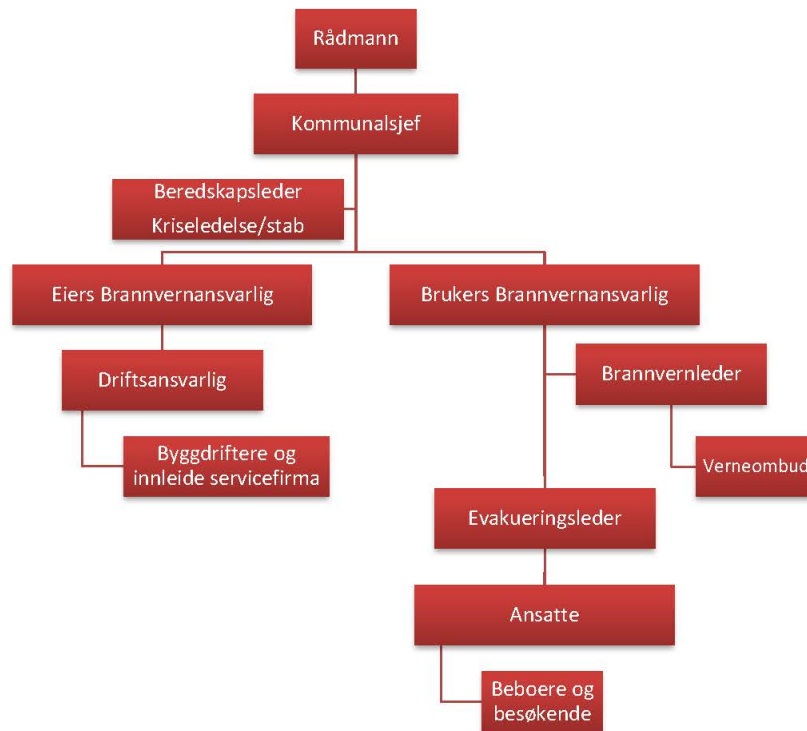 Rådmann
Kommunalsjef
Beredskapsleder
Kriseledelse/stab
Eiers Brannvernansvarlig
Brukers Brannvernansvarlig
Driftsansvarlig
Brannvernleder
Byggdriftere og
innleide servicefirma
Verneombud
Evakueringsleder
Ansatte
Beboere og
besøkende